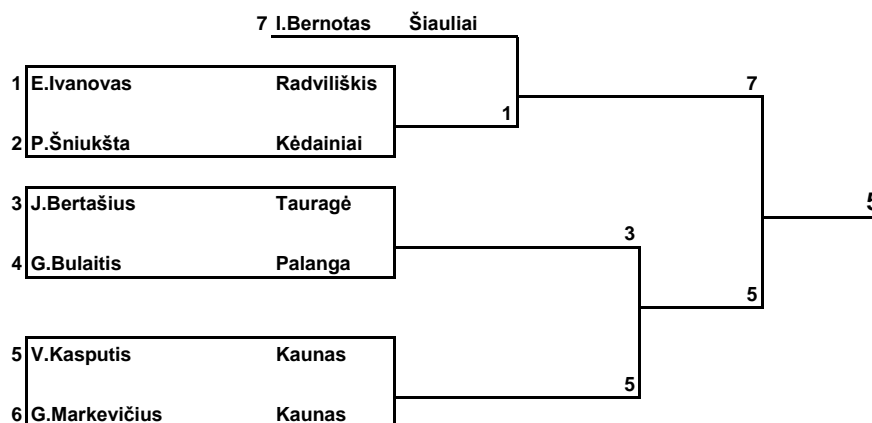 7 I.Bernotas Šiauliai
1 E.Ivanovas Radviliškis 7
1
2 P.Šniukšta Kėdainiai
3 J.Bertašius Tauragė 5
3
4 G.Bulaitis Palanga
5
5 V.Kasputis Kaunas
5
6 G.Markevičius Kaunas